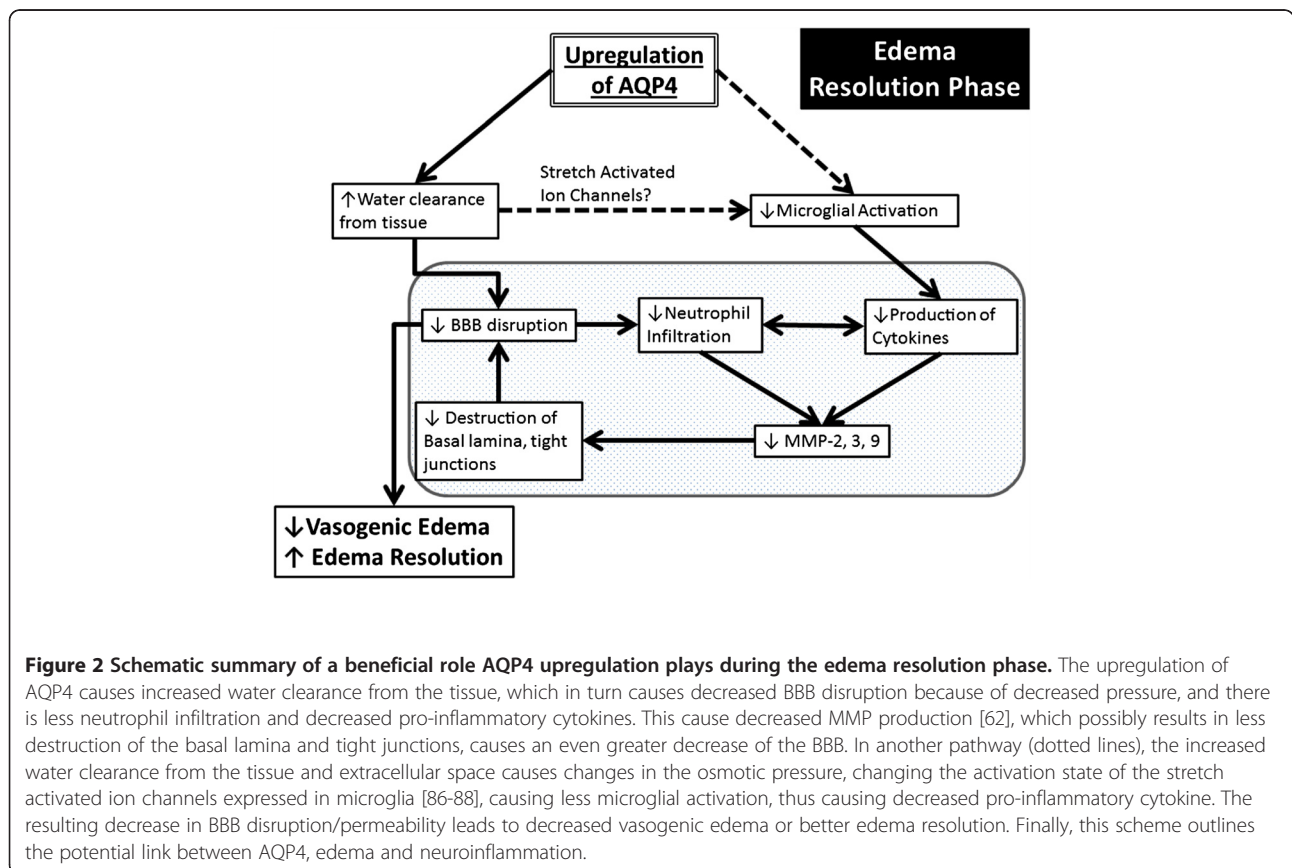 Upregulation
of AQP4
Edema
Resolution Phase
Stretch Activated
Ion Channels?
↑Water clearance
from tissue
↓Microglial Activation
↓ BBB disruption
↓Neutrophil
Infiltration
↓Production of
Cytokines
↓ Destruction of
Basal lamina, tight
junctions
↓ MMP-2, 3, 9
↓Vasogenic Edema
↑ Edema Resolution
Figure 2 Schematic summary of a beneficial role AQP4 upregulation plays during the edema resolution phase. The upregulation of
AQP4 causes increased water clearance from the tissue, which in turn causes decreased BBB disruption because of decreased pressure, and there
is less neutrophil infiltration and decreased pro-inflammatory cytokines. This cause decreased MMP production [62], which possibly results in less
destruction of the basal lamina and tight junctions, causes an even greater decrease of the BBB. In another pathway (dotted lines), the increased
water clearance from the tissue and extracellular space causes changes in the osmotic pressure, changing the activation state of the stretch
activated ion channels expressed in microglia [86-88], causing less microglial activation, thus causing decreased pro-inflammatory cytokine. The
resulting decrease in BBB disruption/permeability leads to decreased vasogenic edema or better edema resolution. Finally, this scheme outlines
the potential link between AQP4, edema and neuroinflammation.